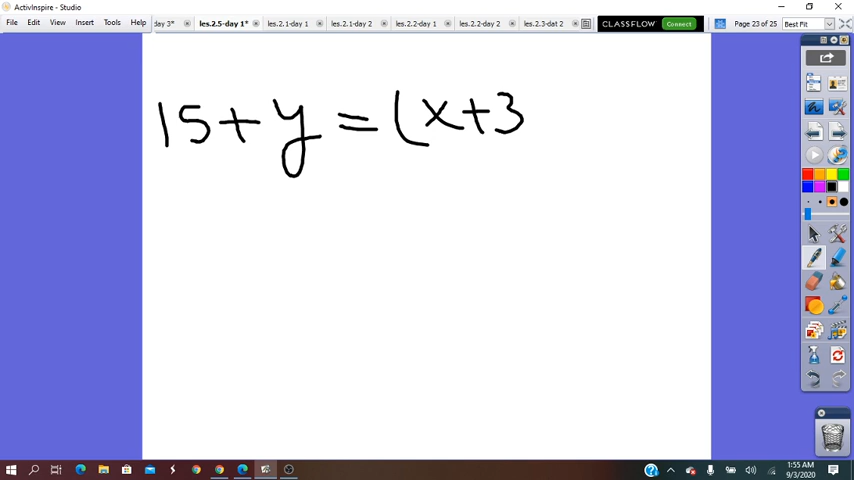 ActivInspire - Studio
File Edit View Insert Tools Help day 3* les.2.5-day 1* les.2.1-day 1 les.2.1-day 2 les.2.2-day 1 les.2.2-day 2 les.2.3-dat 2 CLASSFLOW Connect Page 23 of 25 Best Fit
15 + y = (x+3
1:55 AM
9/3/2020